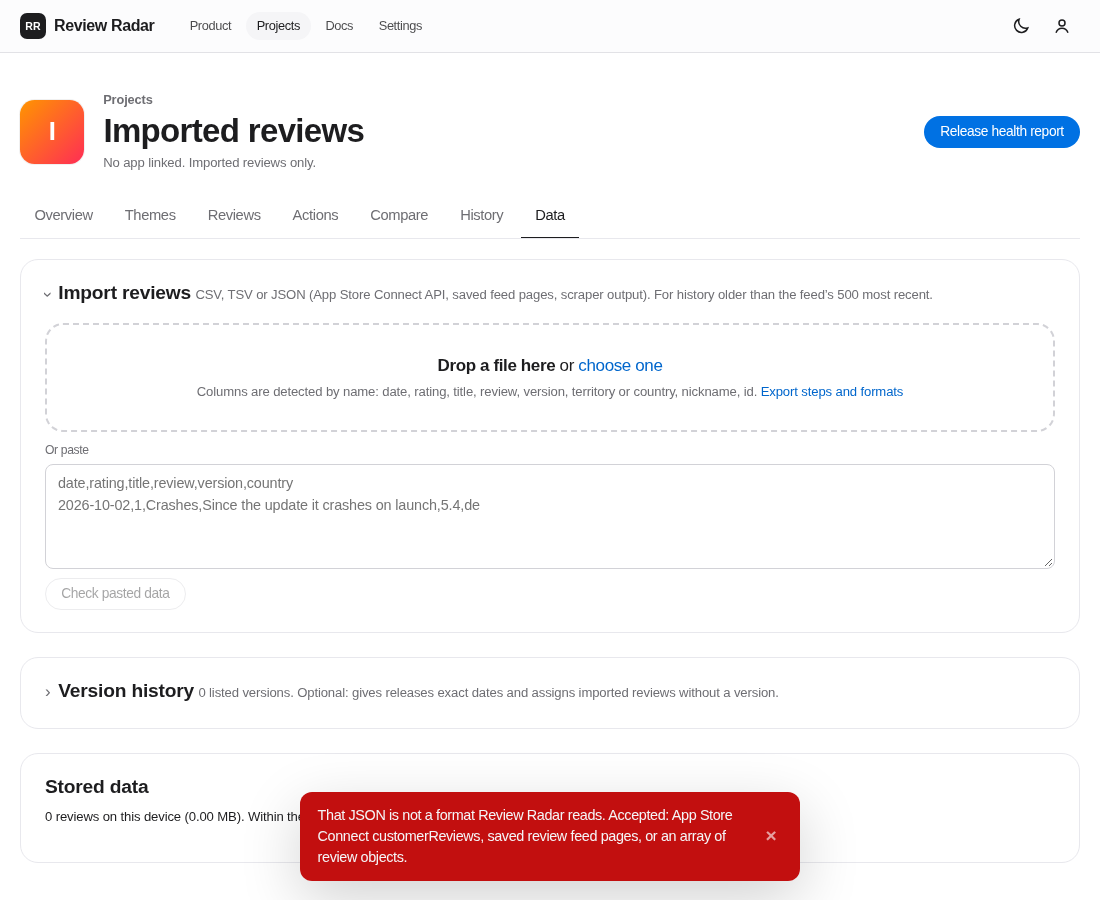 RR Review Radar Product Projects Docs Settings
Projects
I
Imported reviews
No app linked. Imported reviews only.
Release health report
Overview Themes Reviews Actions Compare History Data
Import reviews CSV, TSV or JSON (App Store Connect API, saved feed pages, scraper output). For history older than the feed's 500 most recent.
Drop a file here or choose one
Columns are detected by name: date, rating, title, review, version, territory or country, nickname, id. Export steps and formats
Or paste
date,rating,title,review,version,country
2026-10-02,1,Crashes,Since the update it crashes on launch,5.4,de
Check pasted data
Version history 0 listed versions. Optional: gives releases exact dates and assigns imported reviews without a version.
Stored data
0 reviews on this device (0.00 MB). Within
That JSON is not a format Review Radar reads. Accepted: App Store
Connect customerReviews, saved review feed pages, or an array of
review objects.